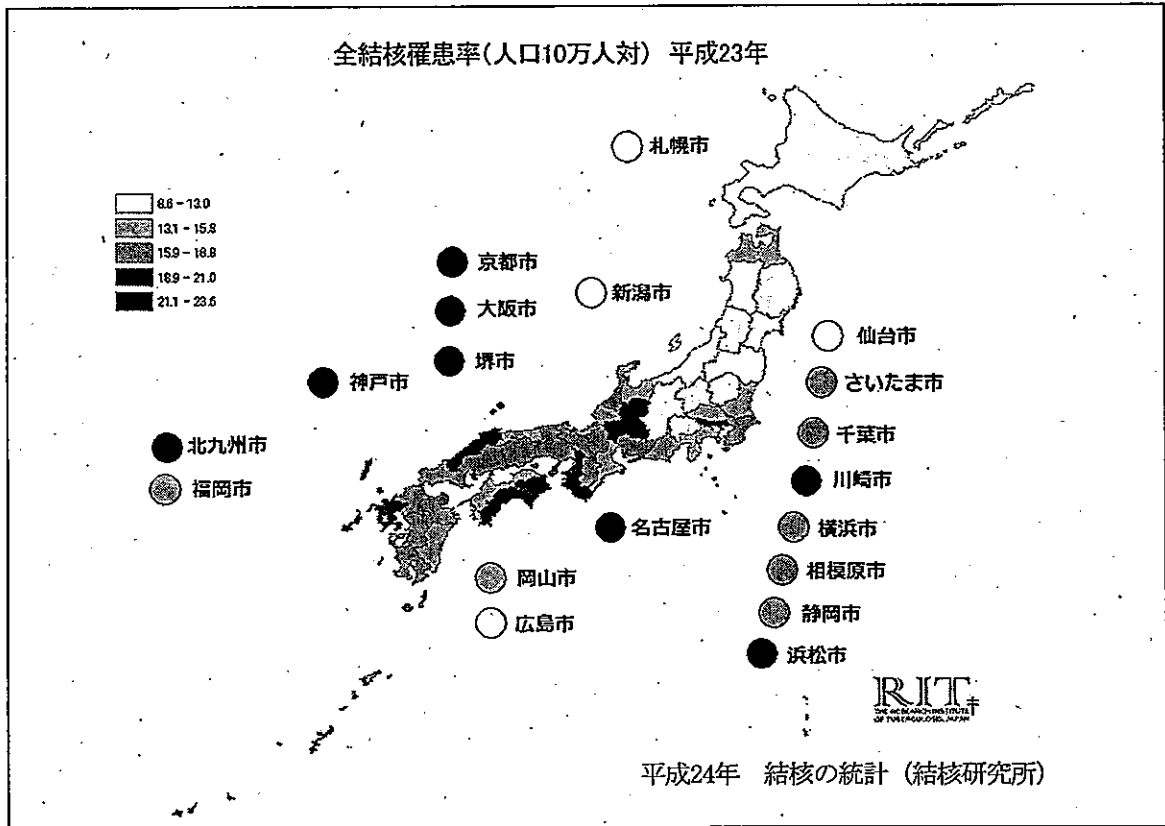 全結核罹患率(人口10万人対) 平成23年
札幌市
8.6 - 13.0
13.1 - 15.8
15.9 - 18.8
18.9 - 21.0
21.1 - 23.6
京都市
新潟市
大阪市
仙台市
堺市
神戸市
さいたま市
千葉市
北九州市
川崎市
福岡市
名古屋市
横浜市
岡山市
相模原市
静岡市
広島市
浜松市
RIT
THE RESEARCH INSTITUTE
OF TUBERCULOSIS, JAPAN
平成24年 結核の統計 (結核研究所)